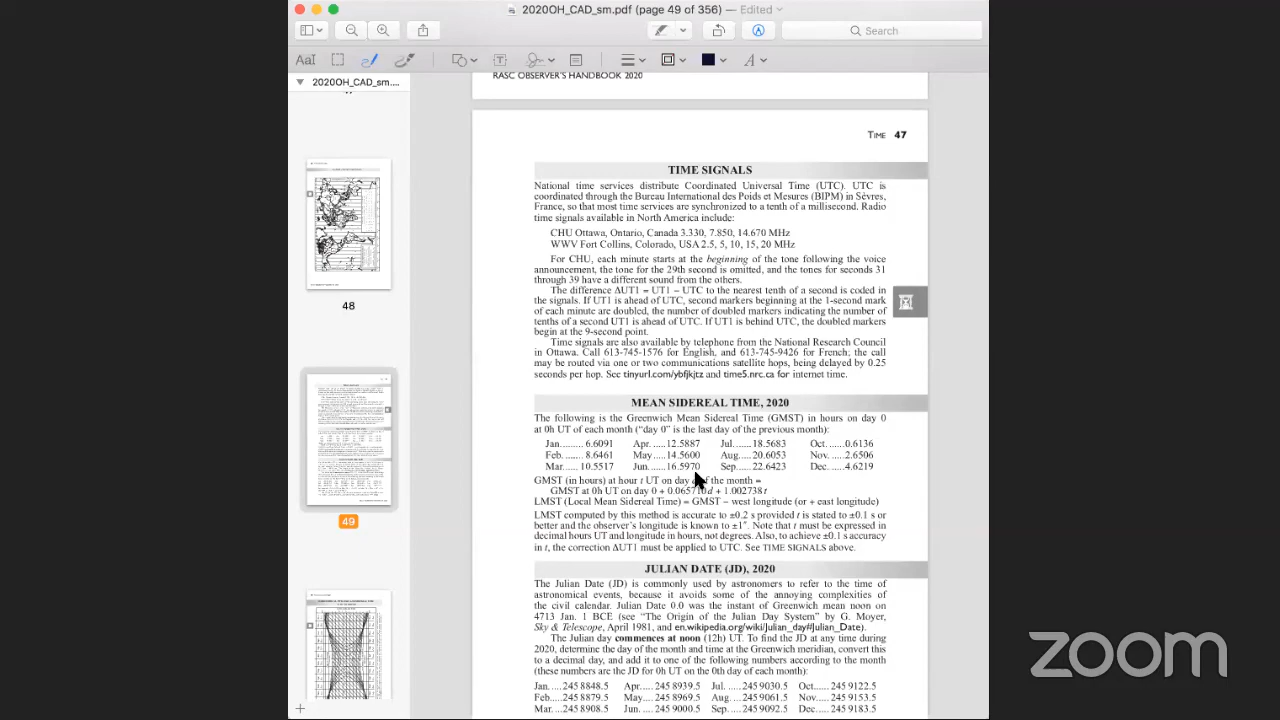 2020OH_CAD_sm.pdf (page 49 of 356) — Edited
Search
AaI
T
A
2020OH_CAD_sm....
48
49
RASC OBSERVER'S HANDBOOK 2020
TIME 47
TIME SIGNALS
National time services distribute Coordinated Universal Time (UTC). UTC is
coordinated through the Bureau International des Poids et Mesures (BIPM) in Sèvres,
France, so that most time services are synchronized to a tenth of a millisecond. Radio
time signals available in North America include:
CHU Ottawa, Ontario, Canada 3.330, 7.850, 14.670 MHz
WWV Fort Collins, Colorado, USA 2.5, 5, 10, 15, 20 MHz
For CHU, each minute starts at the beginning of the tone following the voice
announcement, the tone for the 29th second is omitted, and the tones for seconds 31
through 39 have a different sound from the others.
The difference ΔUT1 = UT1 − UTC to the nearest tenth of a second is coded in
the signals. If UT1 is ahead of UTC, second markers beginning at the 1-second mark
of each minute are doubled, the number of doubled markers indicating the number of
tenths of a second UT1 is ahead of UTC. If UT1 is behind UTC, the doubled markers
begin at the 9-second point.
Time signals are also available by telephone from the National Research Council
in Ottawa. Call 613-745-1576 for English, and 613-745-9426 for French; the call
may be routed via one or two communications satellite hops, being delayed by 0.25
seconds per hop. See tinyurl.com/ybfjkjtz and time5.nrc.ca for internet time.
MEAN SIDEREAL TIME, 2020
The following is the Greenwich Mean Sidereal Time (GMST) in hours on day 0
at 0h UT of each month ("day 0" is the last day of the previous month):
Jan......... 6.6091 Apr. ....12.5887 Jul. ....18.5683 Oct......0.6136
Feb. ....... 8.6461 May ....14.5600 Aug. ...20.6053 Nov. ....2.6506
Mar. .... 10.5517 Jun. ....16.5970 Sep. 4.6219
GMST (in hours) at hour t UT on day of the month =
GMST at 0h UT on day 0 + 0.065710 d + 1.002738 t
LMST (Local Mean Sidereal Time) = GMST − west longitude (or + east longitude)
LMST computed by this method is accurate to ±0.2 s provided t is stated to ±0.1 s or
better and the observer's longitude is known to ±1″. Note that t must be expressed in
decimal hours UT and longitude in hours, not degrees. Also, to achieve ±0.1 s accuracy
in t, the correction ΔUT1 must be applied to UTC. See TIME SIGNALS above.
JULIAN DATE (JD), 2020
The Julian Date (JD) is commonly used by astronomers to refer to the time of
astronomical events, because it avoids some of the annoying complexities of
the civil calendar. Julian Date 0.0 was the instant of Greenwich mean noon on
4713 Jan. 1 BCE (see "The Origin of the Julian Day System" by G. Moyer,
Sky & Telescope, April 1981, and en.wikipedia.org/wiki/Julian_day#Julian_Date).
The Julian day commences at noon (12h) UT. To find the JD at any time during
2020, determine the day of the month and time at the Greenwich meridian, convert this
to a decimal day, and add it to one of the following numbers according to the month
(these numbers are the JD for 0h UT on the 0th day of each month):
Jan. ....245 8848.5 Apr..... 245 8939.5 Jul. ....245 9030.5 Oct..... 245 9122.5
Feb.....245 8879.5 May.... 245 8969.5 Aug. ...245 9061.5 Nov. ...245 9153.5
Mar. ...245 8908.5 Jun. ....245 9000.5 Sep. ....245 9092.5 Dec. ...245 9183.5
zoom